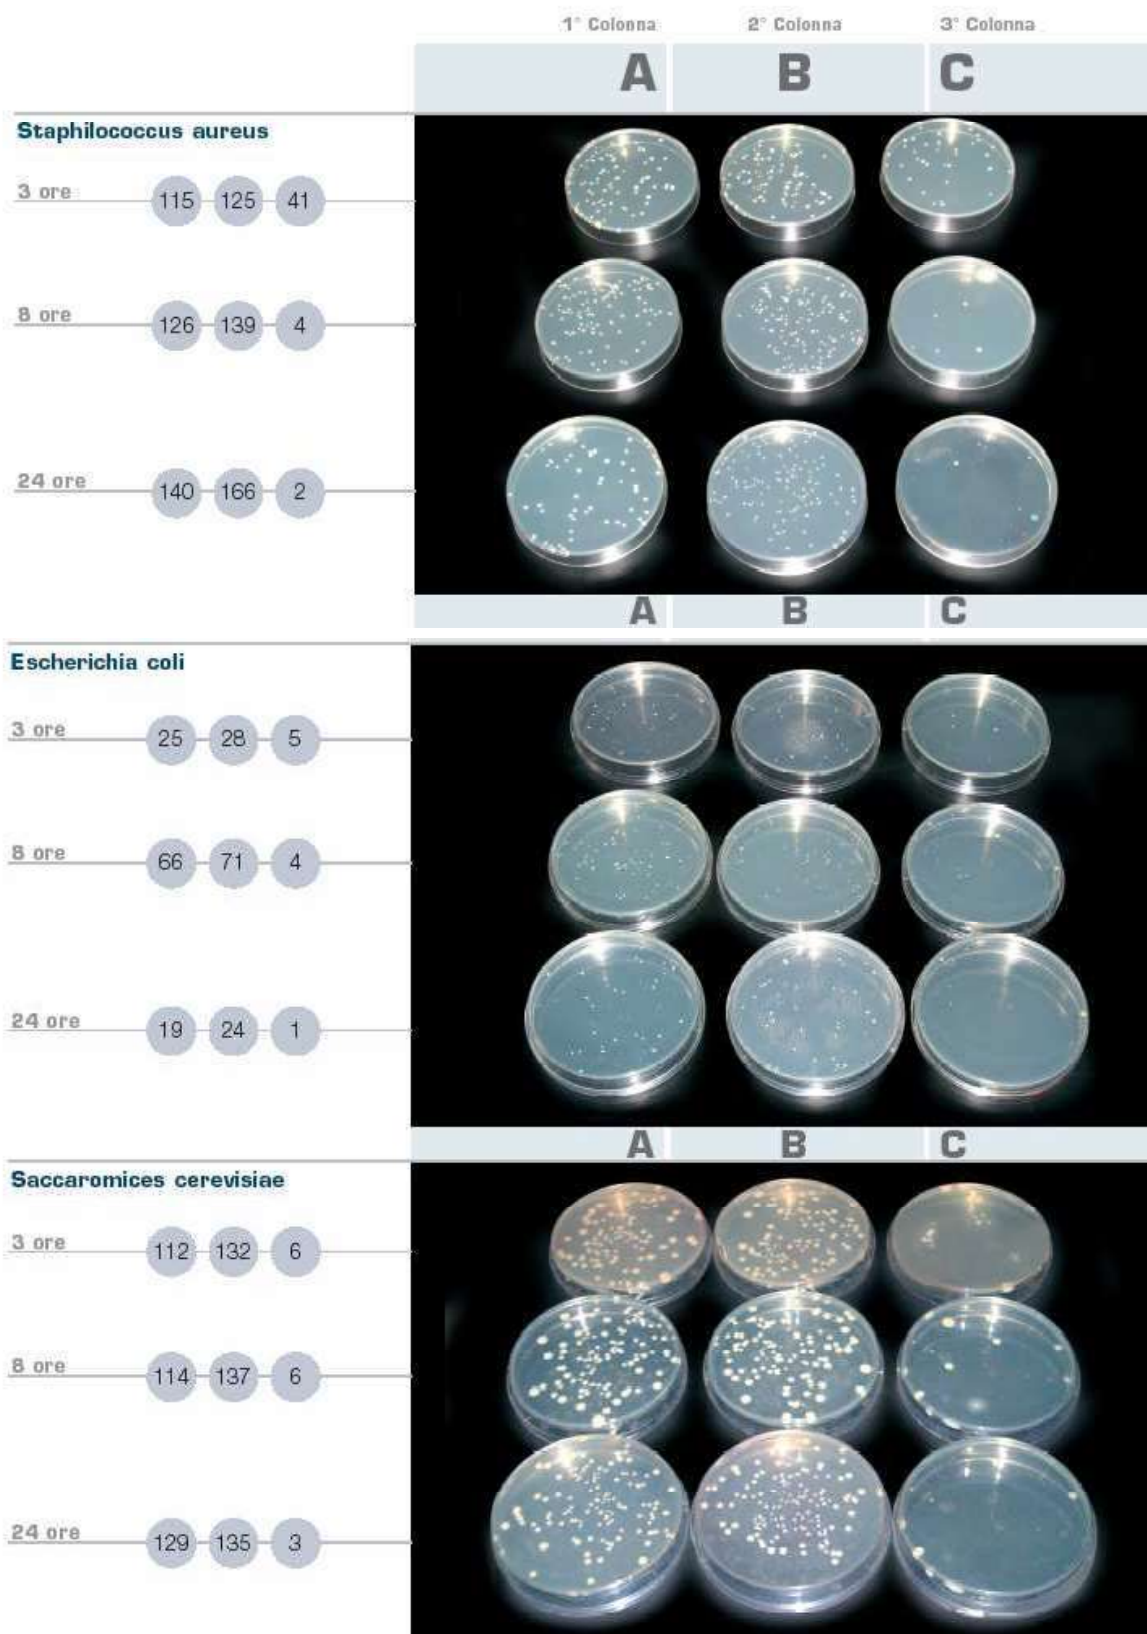 1° Colonna 2° Colonna 3° Colonna
A B C
Staphilococcus aureus
3 ore 115 125 41
8 ore 126 139 4
24 ore 140 166 2
A B C
Escherichia coli
3 ore 25 28 5
8 ore 66 71 4
24 ore 19 24 1
A B C
Saccaromices cerevisiae
3 ore 112 132 6
8 ore 114 137 6
24 ore 129 135 3